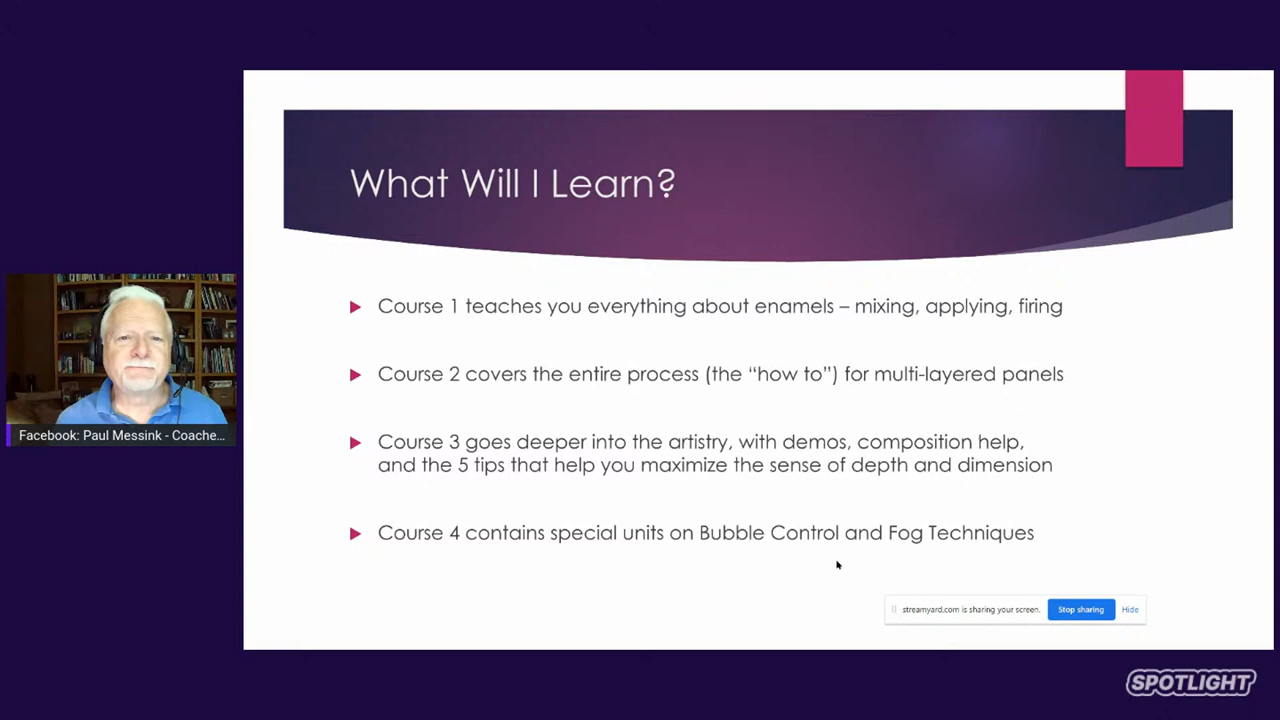 What Will I Learn?
Course 1 teaches you everything about enamels – mixing, applying, firing
Course 2 covers the entire process (the “how to”) for multi-layered panels
Course 3 goes deeper into the artistry, with demos, composition help,
and the 5 tips that help you maximize the sense of depth and dimension
Course 4 contains special units on Bubble Control and Fog Techniques
Facebook: Paul Messink - Coache...
streamyard.com is sharing your screen. Stop sharing Hide
SPOTLIGHT